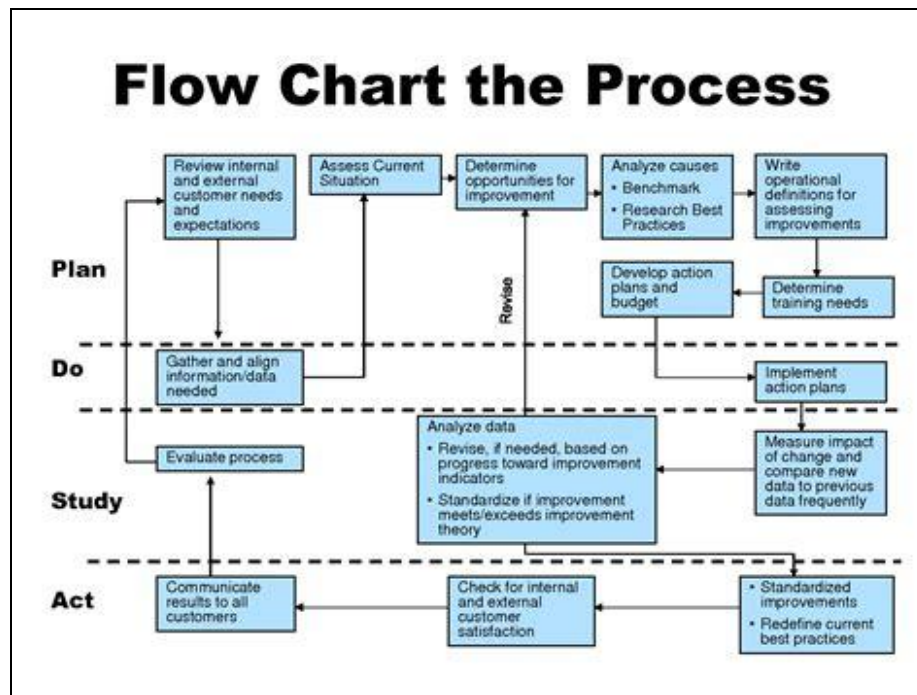 Flow Chart the Process
Review internal
and external
customer needs
and
expectations
Assess Current
Situation
Determine
opportunities for
improvement
Analyze causes
• Benchmark
• Research Best
Practices
Write
operational
definitions for
assessing
improvements
Plan
Revise
Develop action
plans and
budget
Determine
training needs
Do
Gather and align
information/data
needed
Implement
action plans
Study
Evaluate process
Analyze data
• Revise, if needed, based on
progress toward improvement
indicators
• Standardize if improvement
meets/exceeds improvement
theory
Measure impact
of change and
compare new
data to previous
data frequently
Act
Communicate
results to all
customers
Check for internal
and external
customer
satisfaction
• Standardized
improvements
• Redefine current
best practices